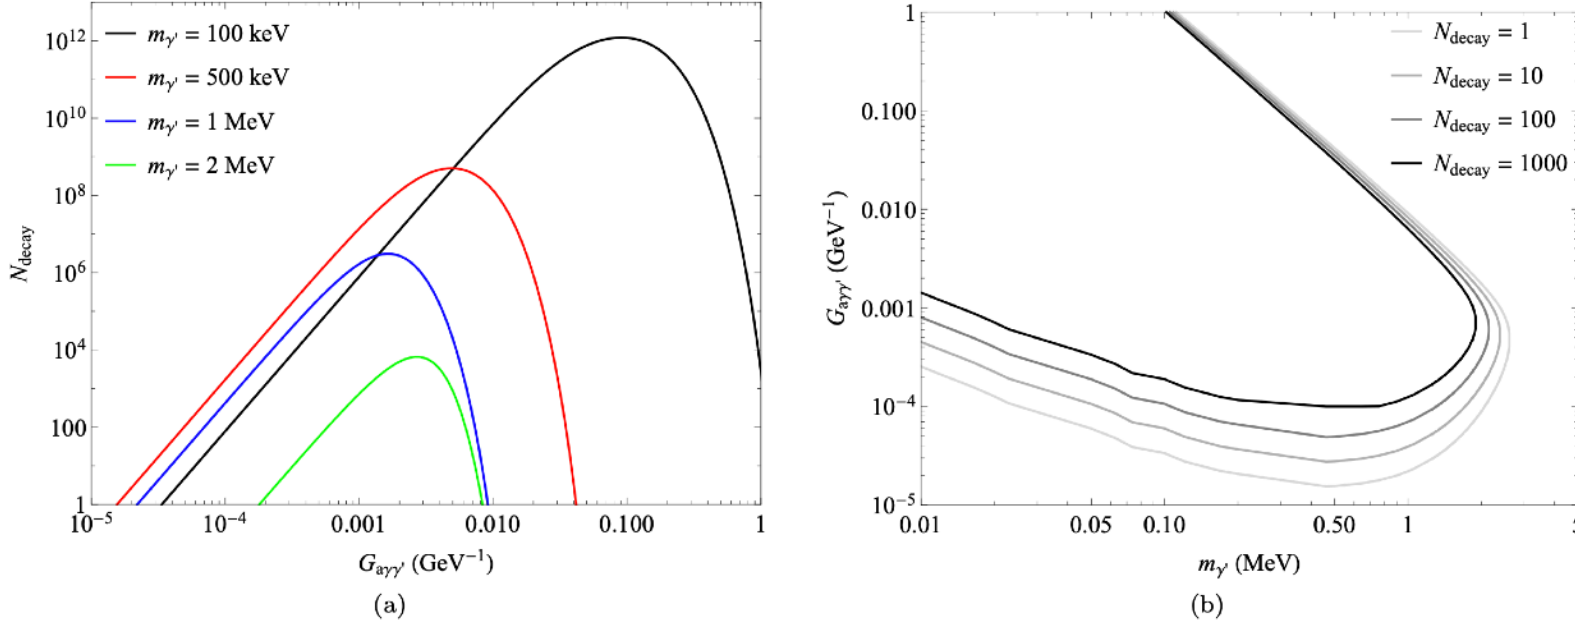 m_γ' = 100 keV
m_γ' = 500 keV
m_γ' = 1 MeV
m_γ' = 2 MeV
10^12
10^10
10^8
10^6
10^4
100
1
N_decay
10^-5
10^-4
0.001
0.010
0.100
1
G_aγγ' (GeV^-1)
(a)
N_decay = 1
N_decay = 10
N_decay = 100
N_decay = 1000
1
0.100
0.010
0.001
10^-4
10^-5
G_aγγ' (GeV^-1)
0.01
0.05
0.10
0.50
1
m_γ' (MeV)
(b)